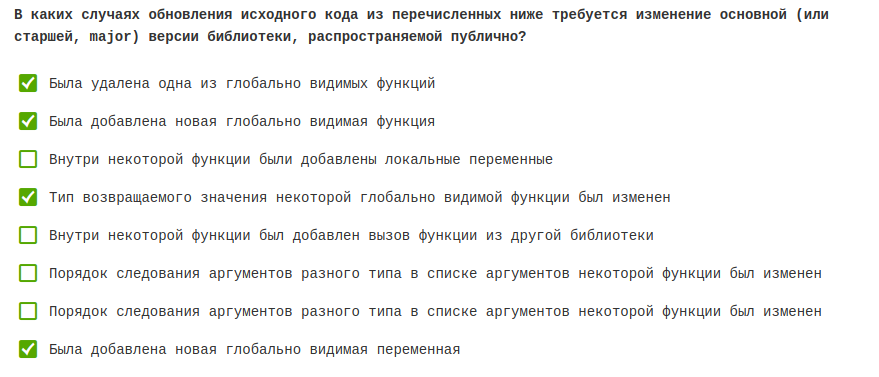 В каких случаях обновления исходного кода из перечисленных ниже требуется изменение основной (или
старшей, major) версии библиотеки, распространяемой публично?
Была удалена одна из глобально видимых функций
Была добавлена новая глобально видимая функция
Внутри некоторой функции были добавлены локальные переменные
Тип возвращаемого значения некоторой глобально видимой функции был изменен
Внутри некоторой функции был добавлен вызов функции из другой библиотеки
Порядок следования аргументов разного типа в списке аргументов некоторой функции был изменен
Порядок следования аргументов разного типа в списке аргументов некоторой функции был изменен
Была добавлена новая глобально видимая переменная